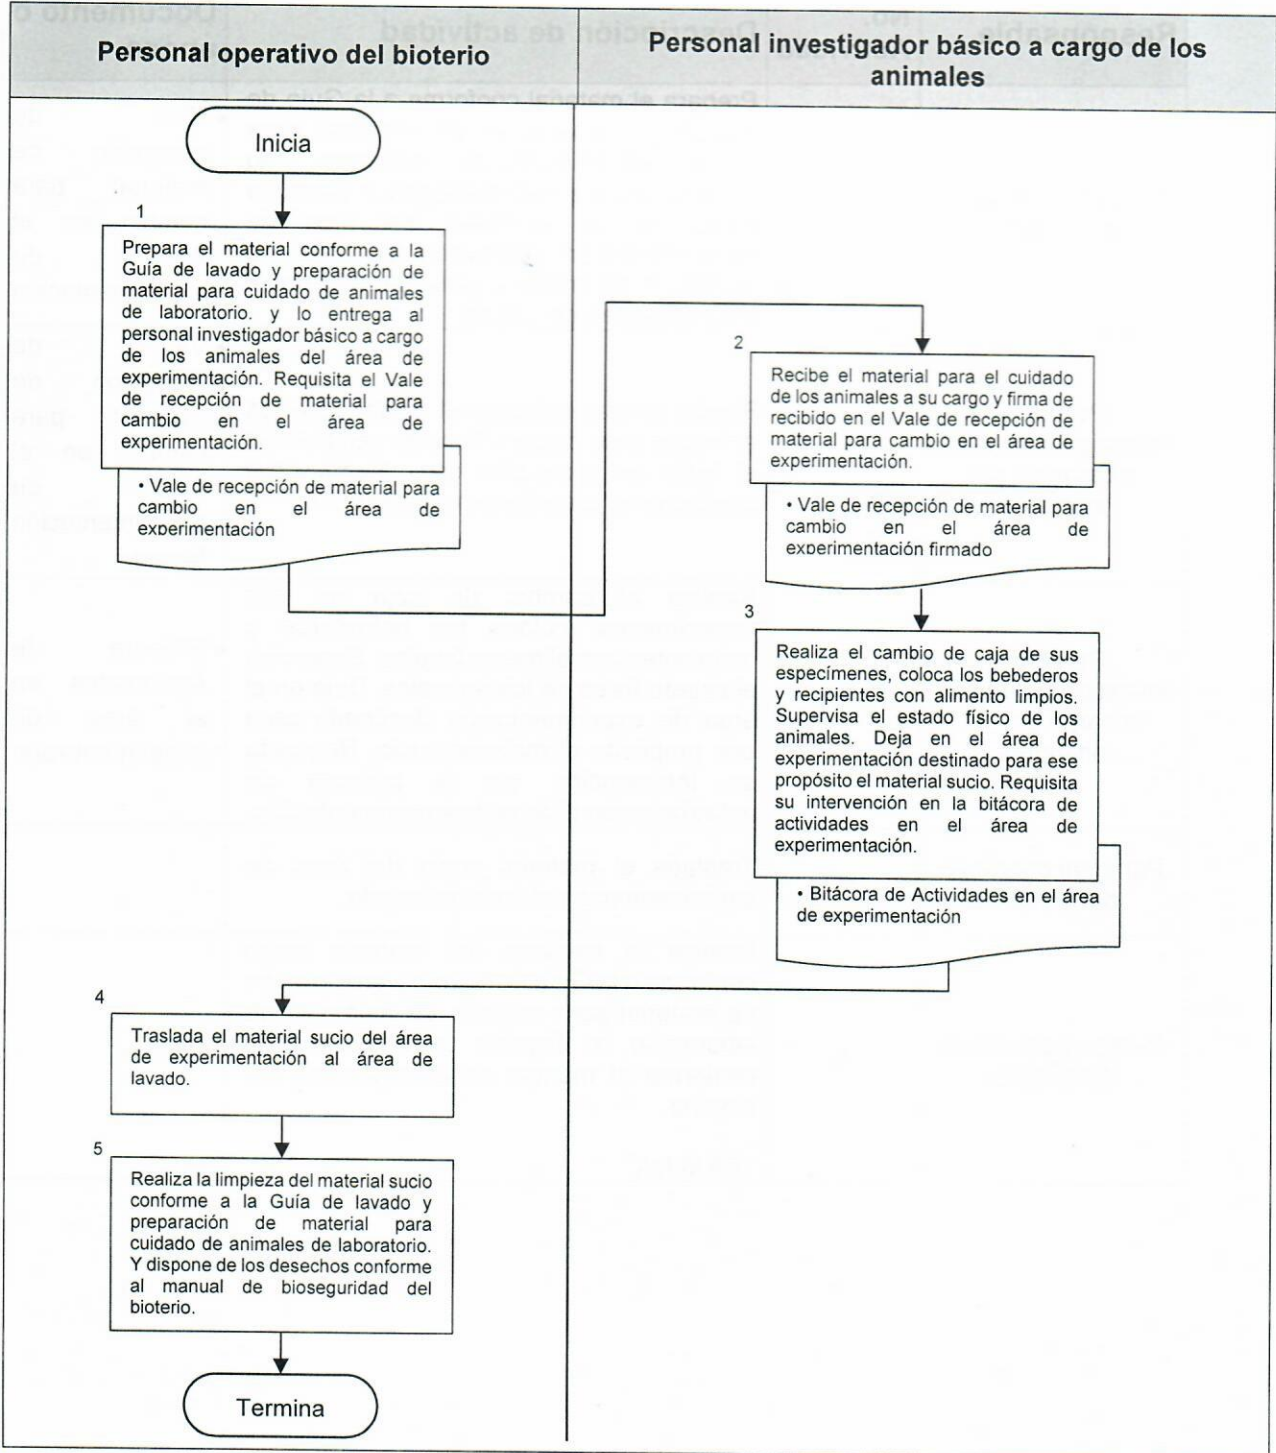 Personal operativo del bioterio
Personal investigador básico a cargo de los
animales
Inicia
1
Prepara el material conforme a la
Guía de lavado y preparación de
material para cuidado de animales
de laboratorio. y lo entrega al
personal investigador básico a cargo
de los animales del área de
experimentación. Requisita el Vale
de recepción de material para
cambio en el área de
experimentación.
• Vale de recepción de material para
cambio en el área de
experimentación
2
Recibe el material para el cuidado
de los animales a su cargo y firma de
recibido en el Vale de recepción de
material para cambio en el área de
experimentación.
• Vale de recepción de material para
cambio en el área de
experimentación firmado
3
Realiza el cambio de caja de sus
especímenes, coloca los bebederos
y recipientes con alimento limpios.
Supervisa el estado físico de los
animales. Deja en el área de
experimentación destinado para ese
propósito el material sucio. Requisita
su intervención en la bitácora de
actividades en el área de
experimentación.
• Bitácora de Actividades en el área
de experimentación
4
Traslada el material sucio del área
de experimentación al área de
lavado.
5
Realiza la limpieza del material sucio
conforme a la Guía de lavado y
preparación de material para
cuidado de animales de laboratorio.
Y dispone de los desechos conforme
al manual de bioseguridad del
bioterio.
Termina